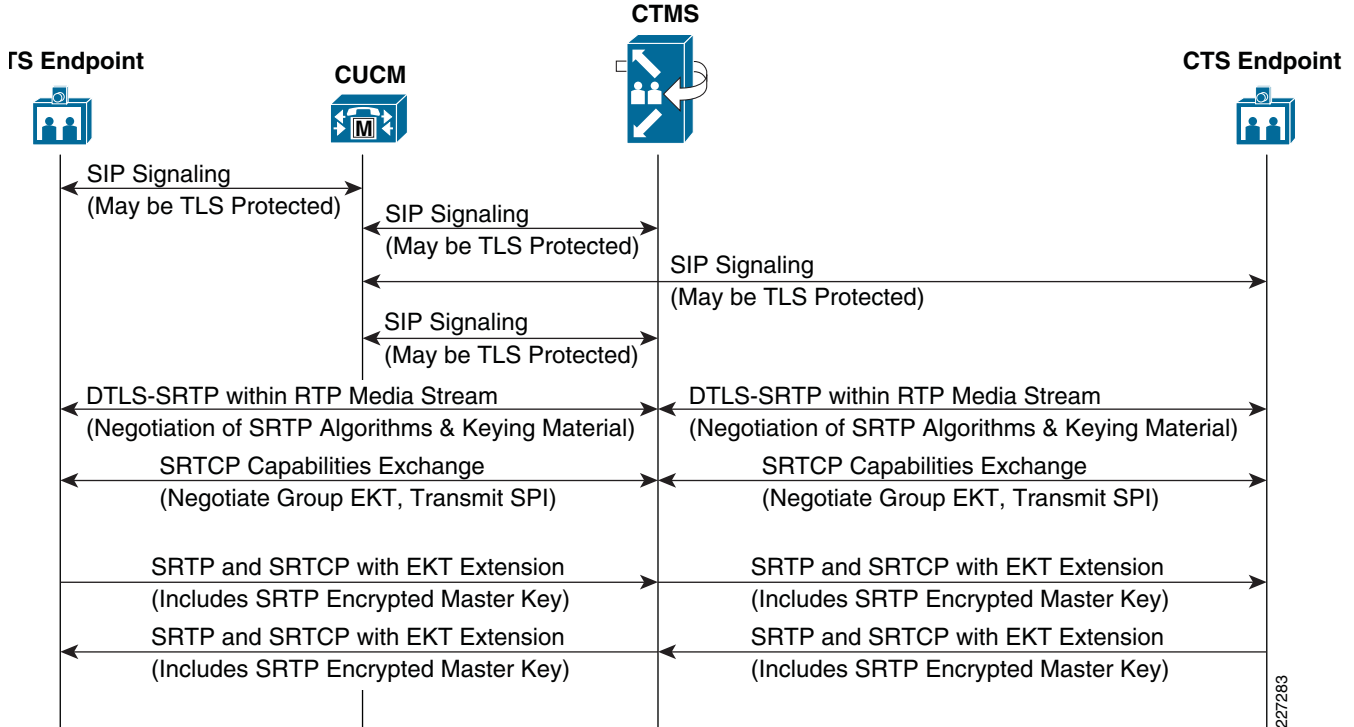 CTMS
TS Endpoint
CUCM
CTS Endpoint
M
SIP Signaling
(May be TLS Protected)
SIP Signaling
(May be TLS Protected)
SIP Signaling
(May be TLS Protected)
SIP Signaling
(May be TLS Protected)
DTLS-SRTP within RTP Media Stream
(Negotiation of SRTP Algorithms & Keying Material)
DTLS-SRTP within RTP Media Stream
(Negotiation of SRTP Algorithms & Keying Material)
SRTCP Capabilities Exchange
(Negotiate Group EKT, Transmit SPI)
SRTCP Capabilities Exchange
(Negotiate Group EKT, Transmit SPI)
SRTP and SRTCP with EKT Extension
(Includes SRTP Encrypted Master Key)
SRTP and SRTCP with EKT Extension
(Includes SRTP Encrypted Master Key)
SRTP and SRTCP with EKT Extension
(Includes SRTP Encrypted Master Key)
SRTP and SRTCP with EKT Extension
(Includes SRTP Encrypted Master Key)
227283